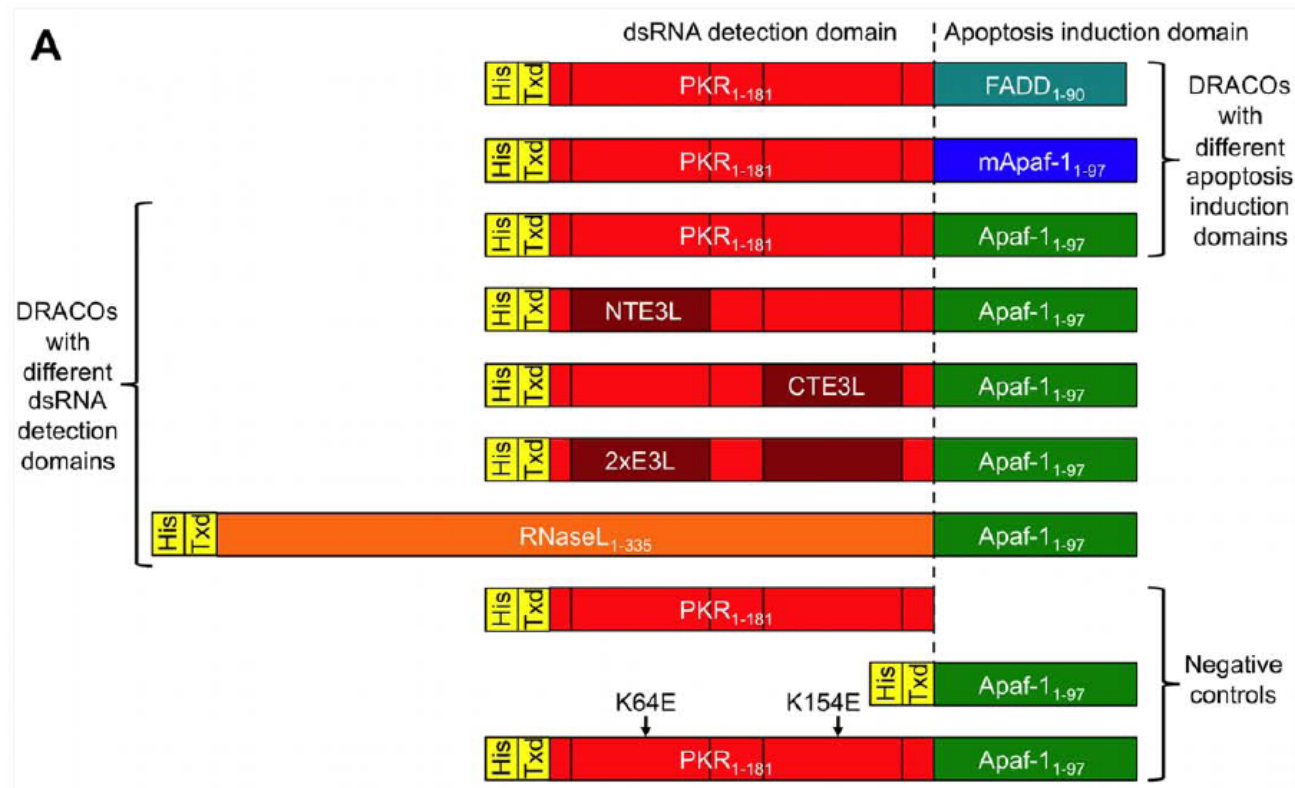 A
dsRNA detection domain Apoptosis induction domain
His Txd PKR1-181 FADD1-90
His Txd PKR1-181 mApaf-11-97
His Txd PKR1-181 Apaf-11-97
DRACOs
with
different
apoptosis
induction
domains
His Txd NTE3L Apaf-11-97
His Txd CTE3L Apaf-11-97
His Txd 2xE3L Apaf-11-97
His Txd RNaseL1-335 Apaf-11-97
DRACOs
with
different
dsRNA
detection
domains
His Txd PKR1-181
His Txd Apaf-11-97
K64E K154E
His Txd PKR1-181 Apaf-11-97
Negative
controls